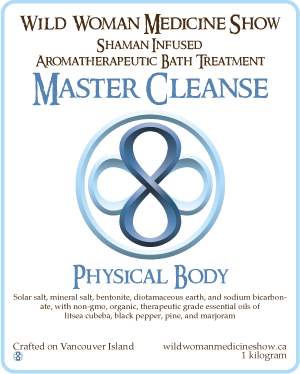 Wild Woman Medicine Show
Shaman Infused
Aromatherapeutic Bath Treatment
Master Cleanse
Physical Body
Solar salt, mineral salt, bentonite, diotamaceous earth, and sodium bicarbon-
ate, with non-gmo, organic, therapeutic grade essential oils of
litsea cubeba, black pepper, pine, and marjoram
Crafted on Vancouver Island
wildwomanmedicineshow.ca
1 kilogram